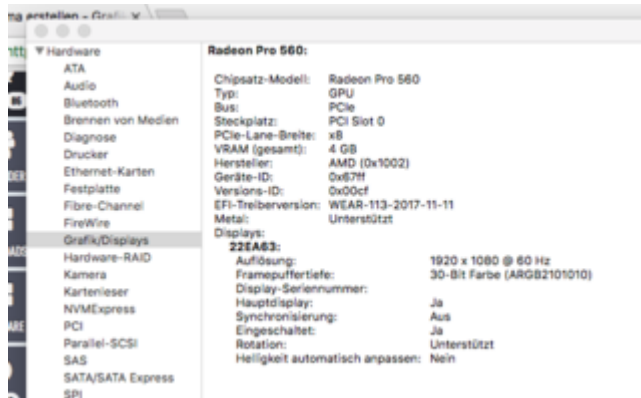 ma erstellen - Grafi
Hardware
ATA
Audio
Bluetooth
Brennen von Medien
Diagnose
Drucker
Ethernet-Karten
Festplatte
Fibre-Channel
FireWire
Grafik/Displays
Hardware-RAID
Kamera
Kartenleser
NVMExpress
PCI
Parallel-SCSI
SAS
SATA/SATA Express
SPI
Radeon Pro 560:
Chipsatz-Modell: Radeon Pro 560
Typ: GPU
Bus: PCIe
Steckplatz: PCI Slot 0
PCIe-Lane-Breite: x8
VRAM (gesamt): 4 GB
Hersteller: AMD (0x1002)
Geräte-ID: 0x67ff
Versions-ID: 0x00cf
EFI-Treiberversion: WEAR-113-2017-11-11
Metal: Unterstützt
Displays:
22EA63:
Auflösung: 1920 x 1080 @ 60 Hz
Framepuffertiefe: 30-Bit Farbe (ARGB2101010)
Display-Seriennummer:
Hauptdisplay: Ja
Synchronisierung: Aus
Eingeschaltet: Ja
Rotation: Unterstützt
Helligkeit automatisch anpassen: Nein